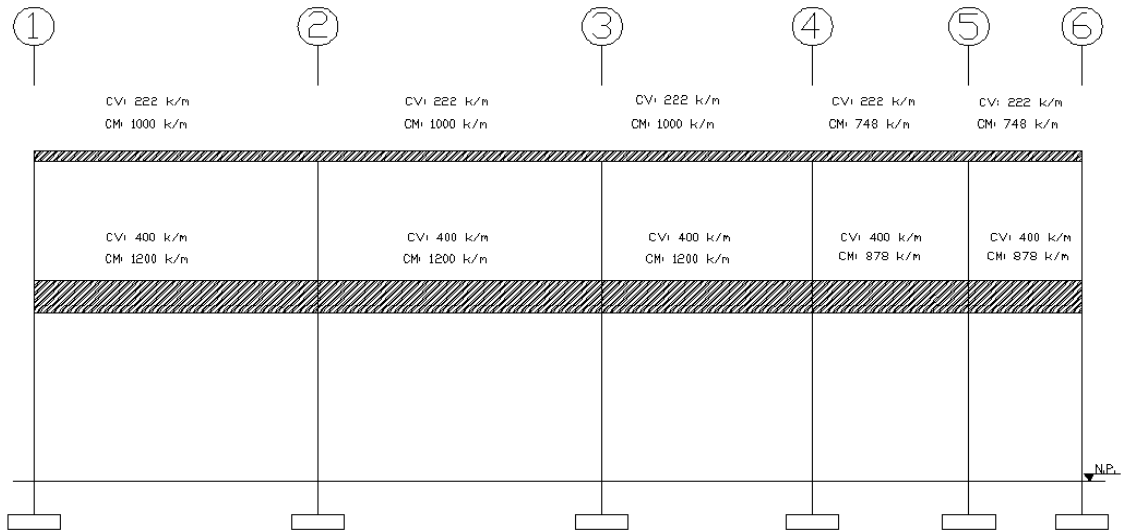 1 2 3 4 5 6
CV: 222 k/m CV: 222 k/m CV: 222 k/m CV: 222 k/m CV: 222 k/m
CM: 1000 k/m CM: 1000 k/m CM: 1000 k/m CM: 748 k/m CM: 748 k/m
CV: 400 k/m CV: 400 k/m CV: 400 k/m CV: 400 k/m CV: 400 k/m
CM: 1200 k/m CM: 1200 k/m CM: 1200 k/m CM: 878 k/m CM: 878 k/m
N.P.